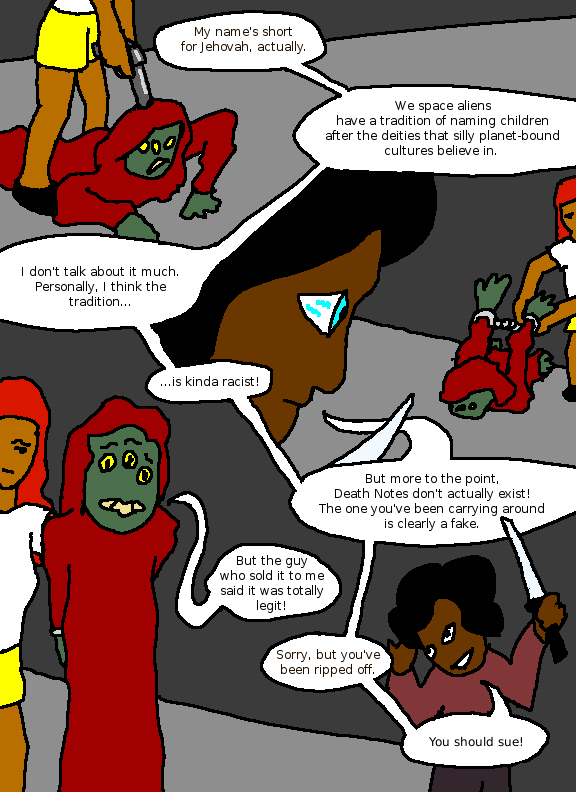 My name's short
for Jehovah, actually.
We space aliens
have a tradition of naming children
after the deities that silly planet-bound
cultures believe in.
I don't talk about it much.
Personally, I think the
tradition...
...is kinda racist!
But more to the point,
Death Notes don't actually exist!
The one you've been carrying around
is clearly a fake.
But the guy
who sold it to me
said it was totally
legit!
Sorry, but you've
been ripped off.
You should sue!